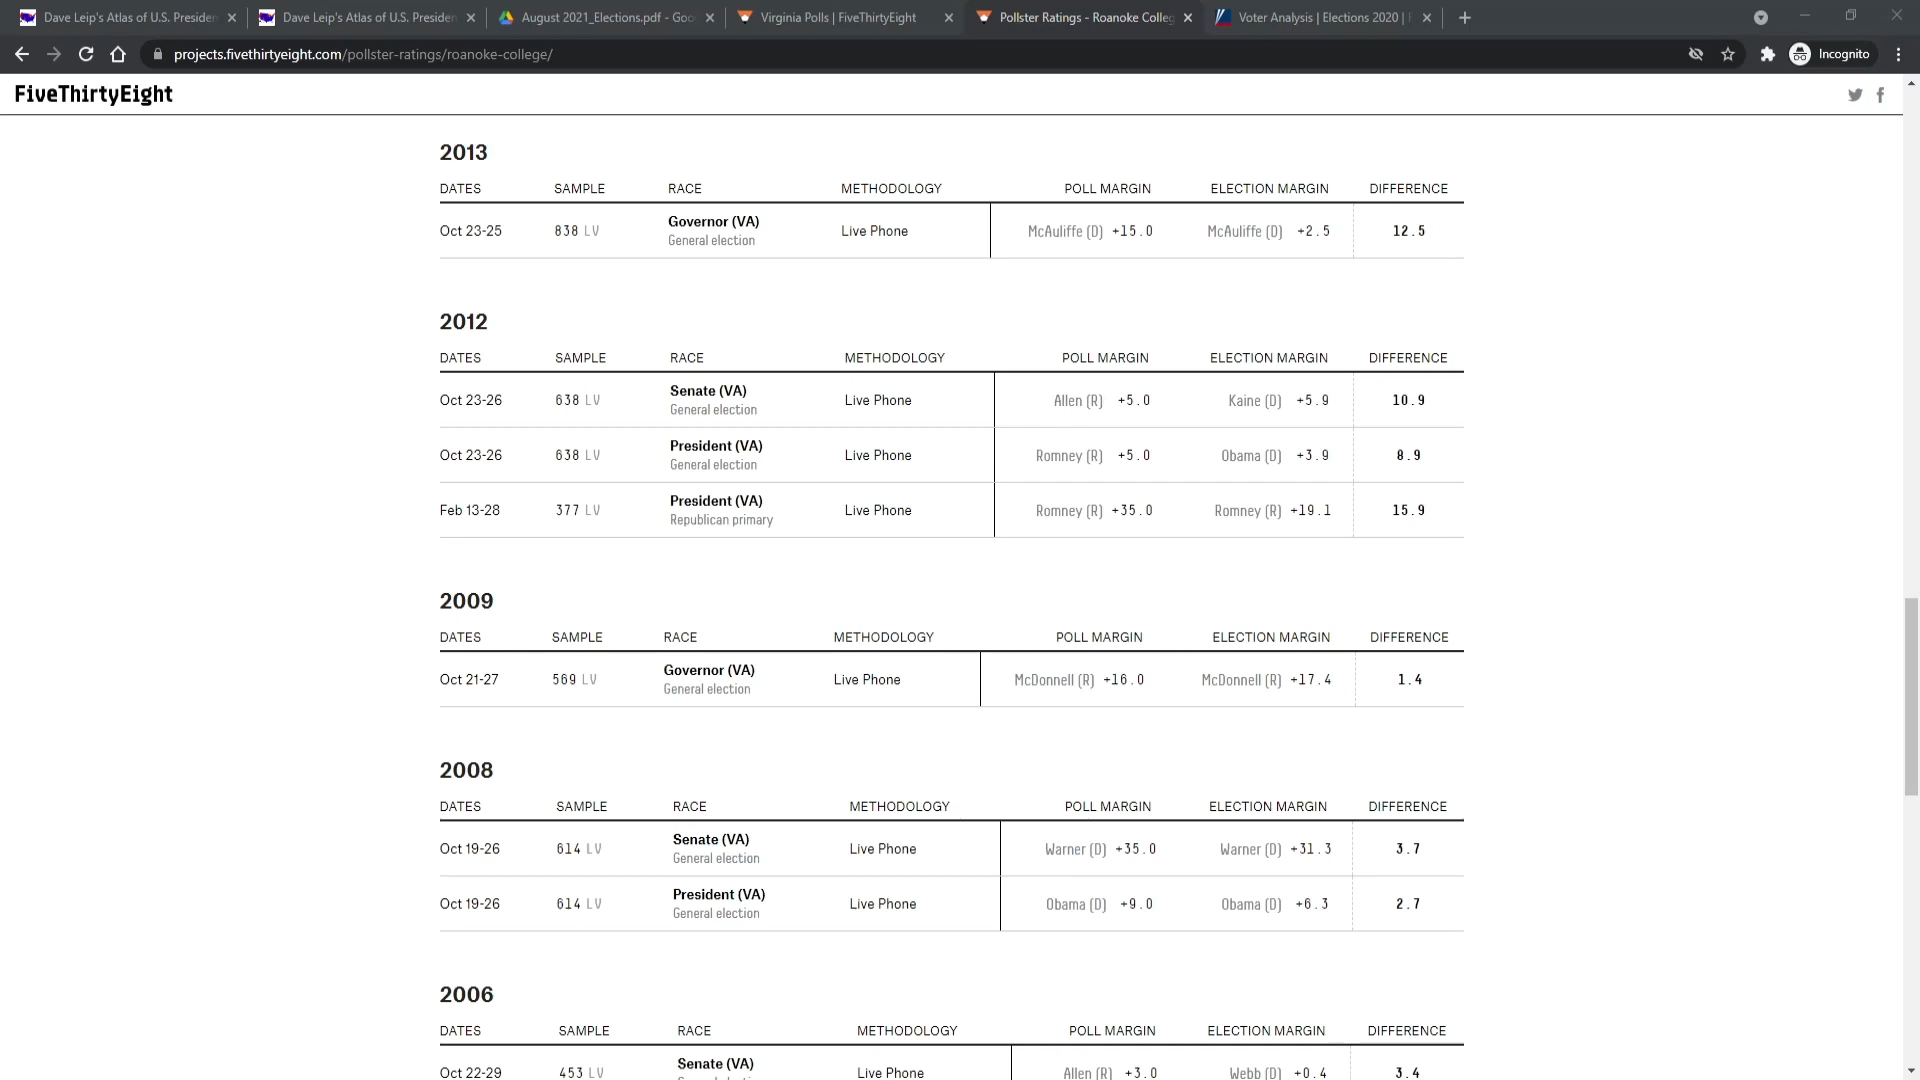 Dave Leip's Atlas of U.S. Presiden
Dave Leip's Atlas of U.S. Presiden
August 2021_Elections.pdf - Goo
Virginia Polls | FiveThirtyEight
Pollster Ratings - Roanoke Colleg
Voter Analysis | Elections 2020 | F
projects.fivethirtyeight.com/pollster-ratings/roanoke-college/
Incognito
FiveThirtyEight
2013
DATES SAMPLE RACE METHODOLOGY POLL MARGIN ELECTION MARGIN DIFFERENCE
Oct 23-25 838 LV Governor (VA) Live Phone McAuliffe (D) +15.0 McAuliffe (D) +2.5 12.5
General election
2012
DATES SAMPLE RACE METHODOLOGY POLL MARGIN ELECTION MARGIN DIFFERENCE
Oct 23-26 638 LV Senate (VA) Live Phone Allen (R) +5.0 Kaine (D) +5.9 10.9
General election
Oct 23-26 638 LV President (VA) Live Phone Romney (R) +5.0 Obama (D) +3.9 8.9
General election
Feb 13-28 377 LV President (VA) Live Phone Romney (R) +35.0 Romney (R) +19.1 15.9
Republican primary
2009
DATES SAMPLE RACE METHODOLOGY POLL MARGIN ELECTION MARGIN DIFFERENCE
Oct 21-27 569 LV Governor (VA) Live Phone McDonnell (R) +16.0 McDonnell (R) +17.4 1.4
General election
2008
DATES SAMPLE RACE METHODOLOGY POLL MARGIN ELECTION MARGIN DIFFERENCE
Oct 19-26 614 LV Senate (VA) Live Phone Warner (D) +35.0 Warner (D) +31.3 3.7
General election
Oct 19-26 614 LV President (VA) Live Phone Obama (D) +9.0 Obama (D) +6.3 2.7
General election
2006
DATES SAMPLE RACE METHODOLOGY POLL MARGIN ELECTION MARGIN DIFFERENCE
Oct 22-29 453 LV Senate (VA) Live Phone Allen (R) +3.0 Webb (D) +0.4 3.4